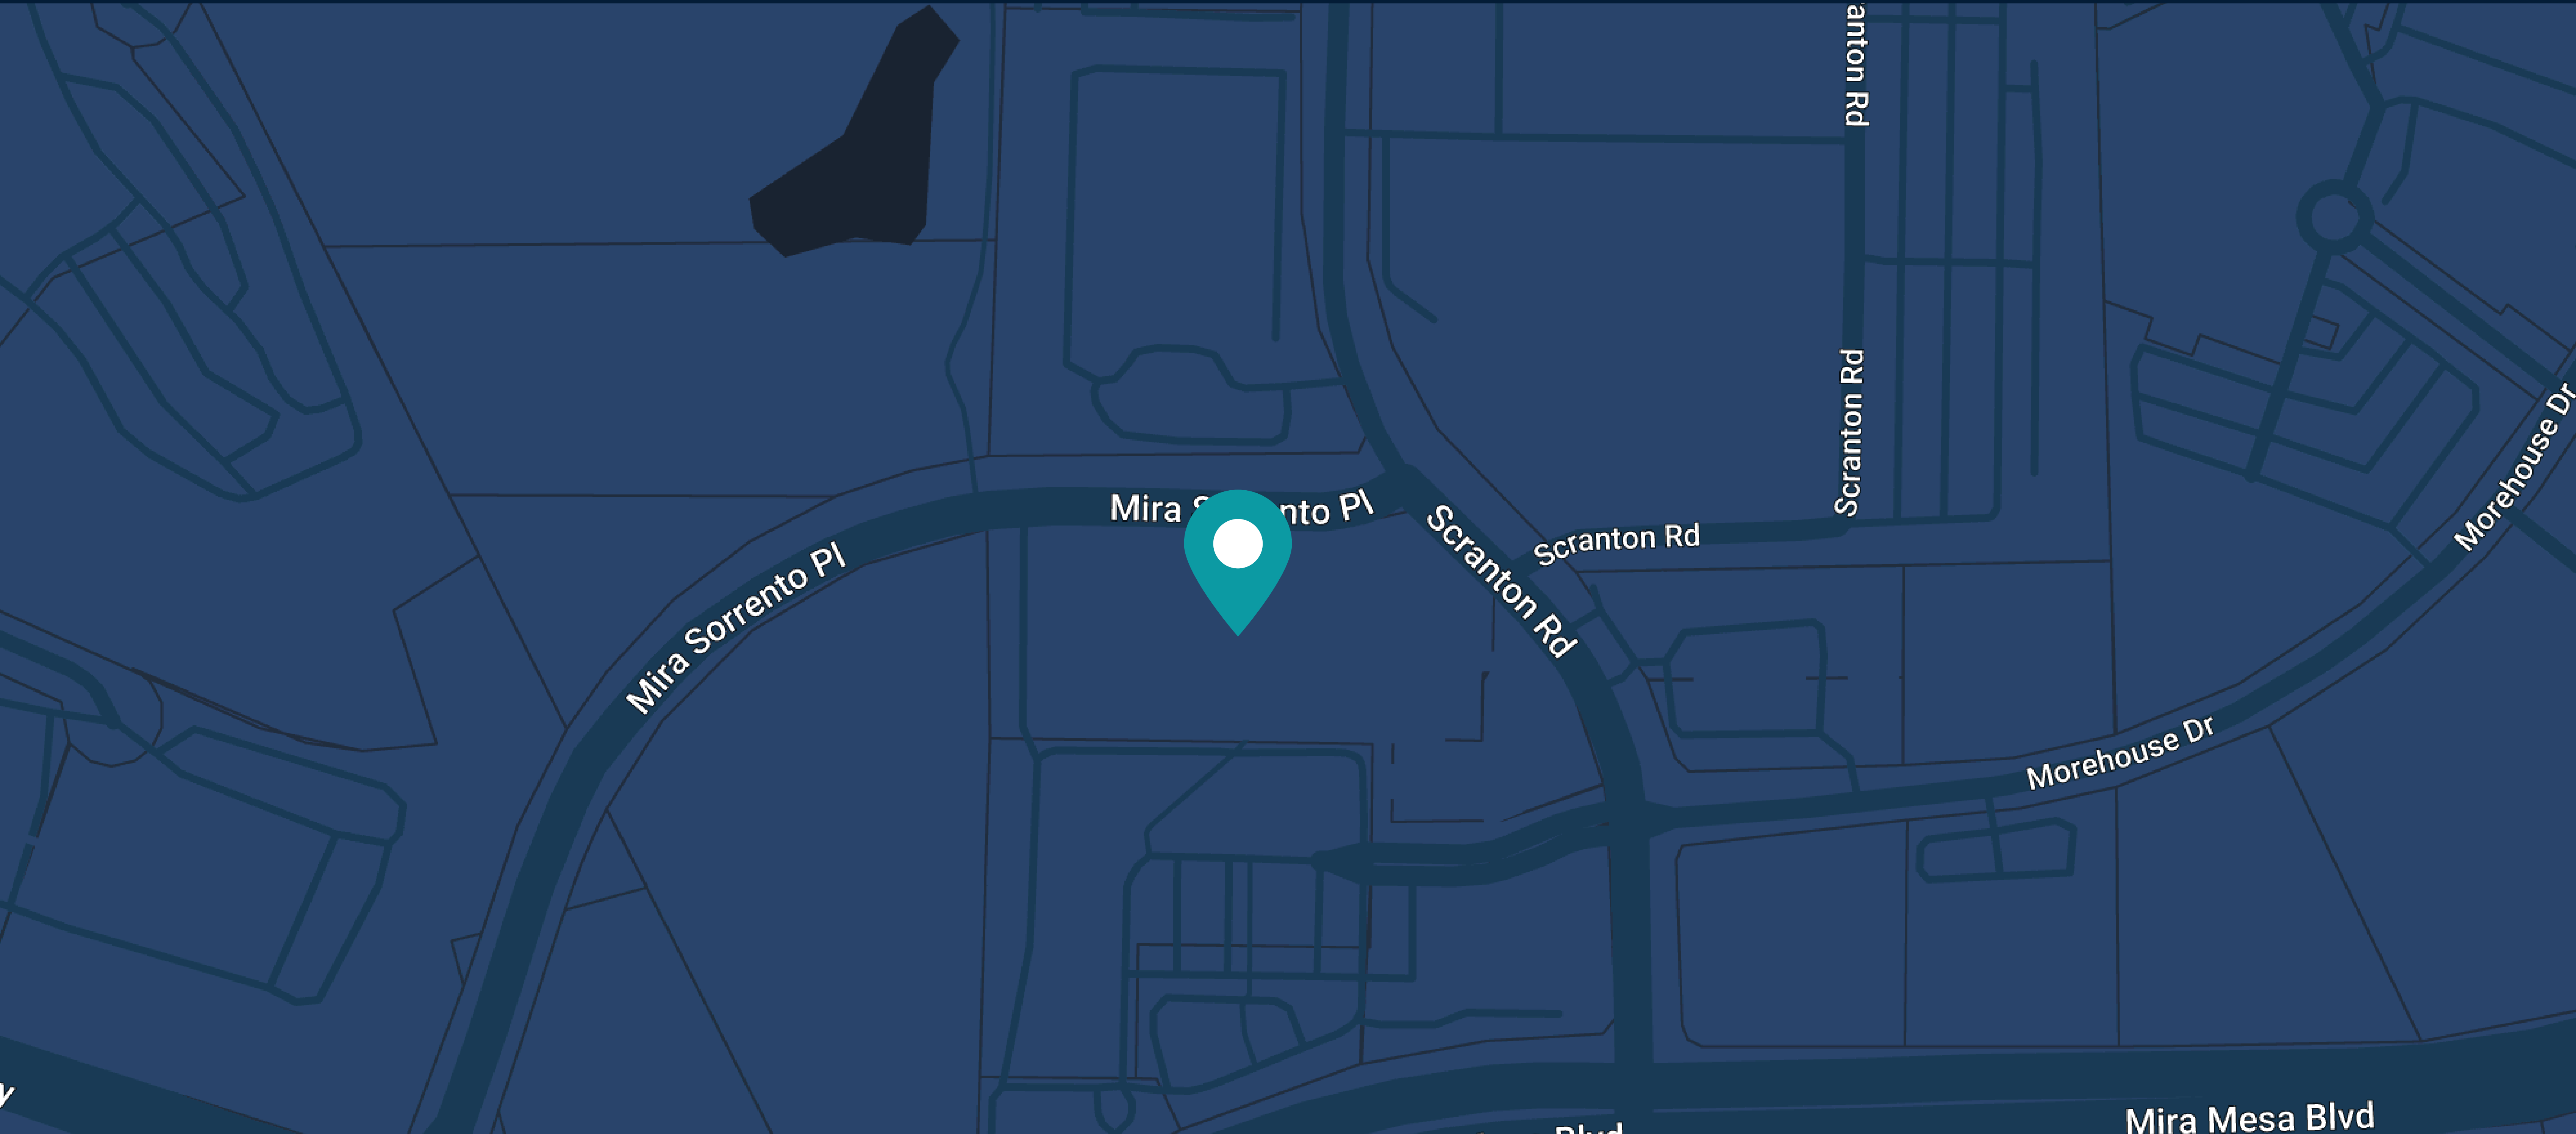 anton Rd
Scranton Rd
Morehouse Dr
Mira S nto Pl
Scranton Rd
Scranton Rd
Mira Sorrento Pl
Morehouse Dr
y
Mira Mesa Blvd
Blvd